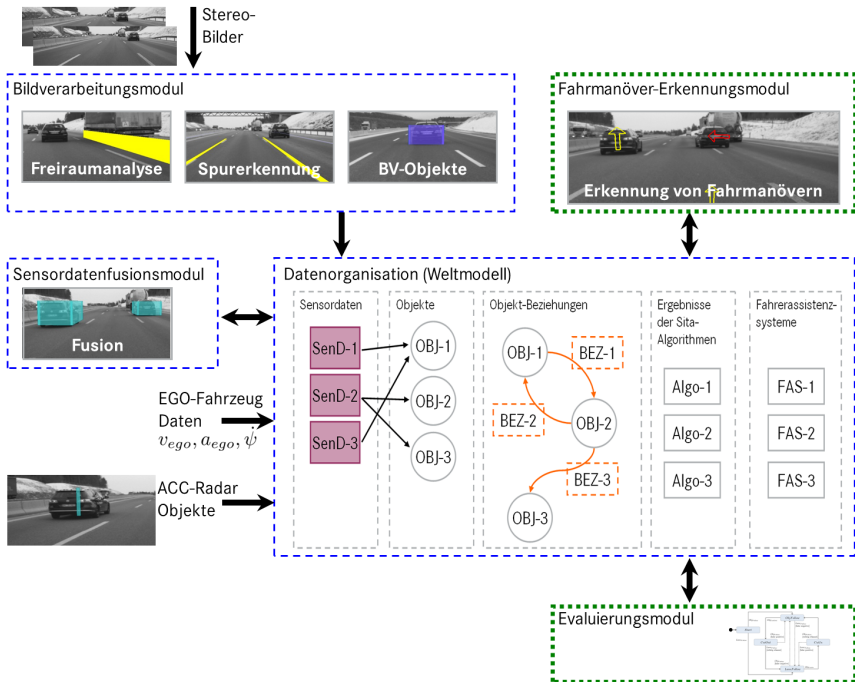 Stereo-
Bilder
Bildverarbeitungsmodul
Freiraumanalyse
Spurerkennung
BV-Objekte
Fahrmanöver-Erkennungsmodul
Erkennung von Fahrmanövern
Sensordatenfusionsmodul
Fusion
EGO-Fahrzeug
Daten
v_ego, a_ego, ψ̇
ACC-Radar
Objekte
Datenorganisation (Weltmodell)
Sensordaten
SenD-1
SenD-2
SenD-3
Objekte
OBJ-1
OBJ-2
OBJ-3
Objekt-Beziehungen
OBJ-1
BEZ-1
BEZ-2
OBJ-2
BEZ-3
OBJ-3
Ergebnisse
der Sita-
Algorithmen
Algo-1
Algo-2
Algo-3
Fahrerassistenz-
systeme
FAS-1
FAS-2
FAS-3
Evaluierungsmodul